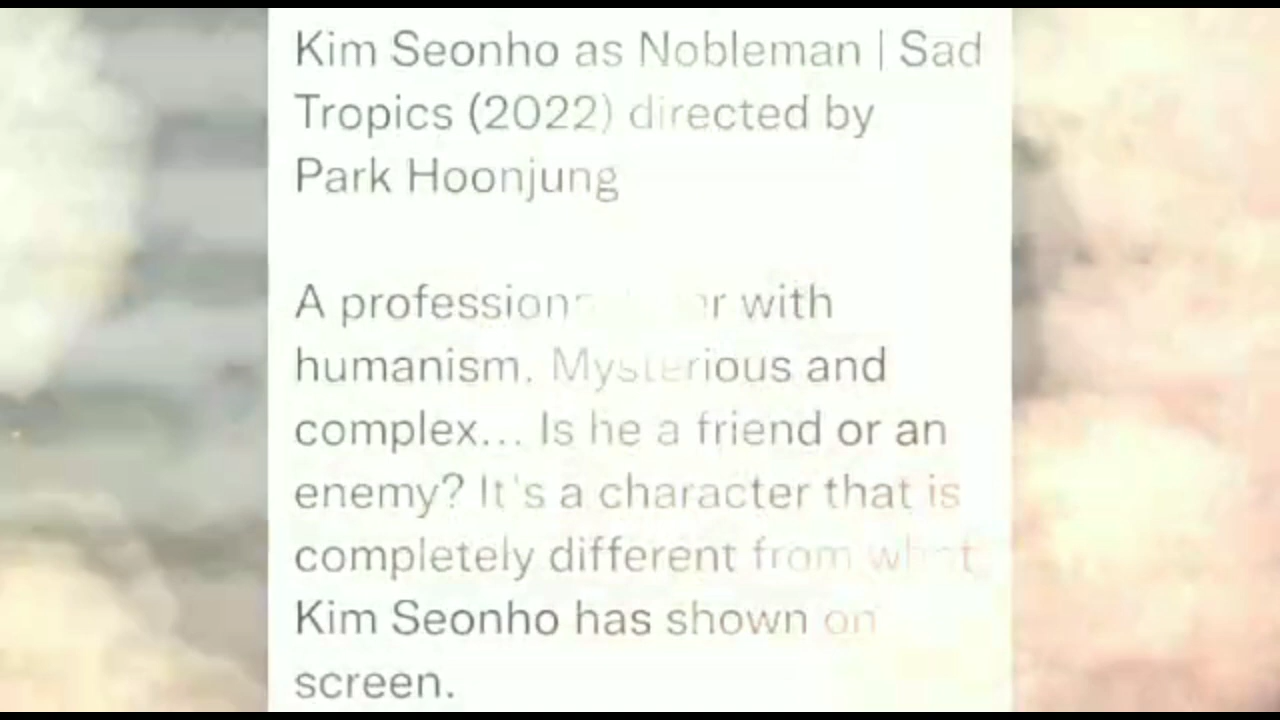 Kim Seonho as Nobleman | Sad
Tropics (2022) directed by
Park Hoonjung
A with
humanism. Mysterious and
complex... Is he a friend or an
enemy? It's a character that is
completely different from what
Kim Seonho has shown on
screen.